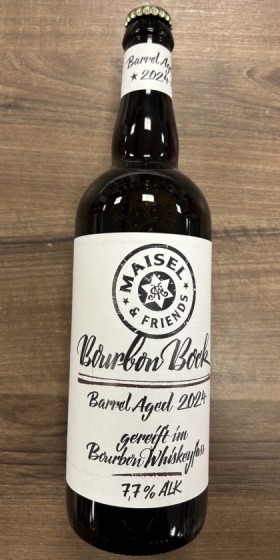 Barrel Aged
★ 2024
MAISEL
& FRIENDS
Bourbon Bock
Barrel Aged 2024
gereift im
Bourbon Whiskeyfass
7,7% ALK